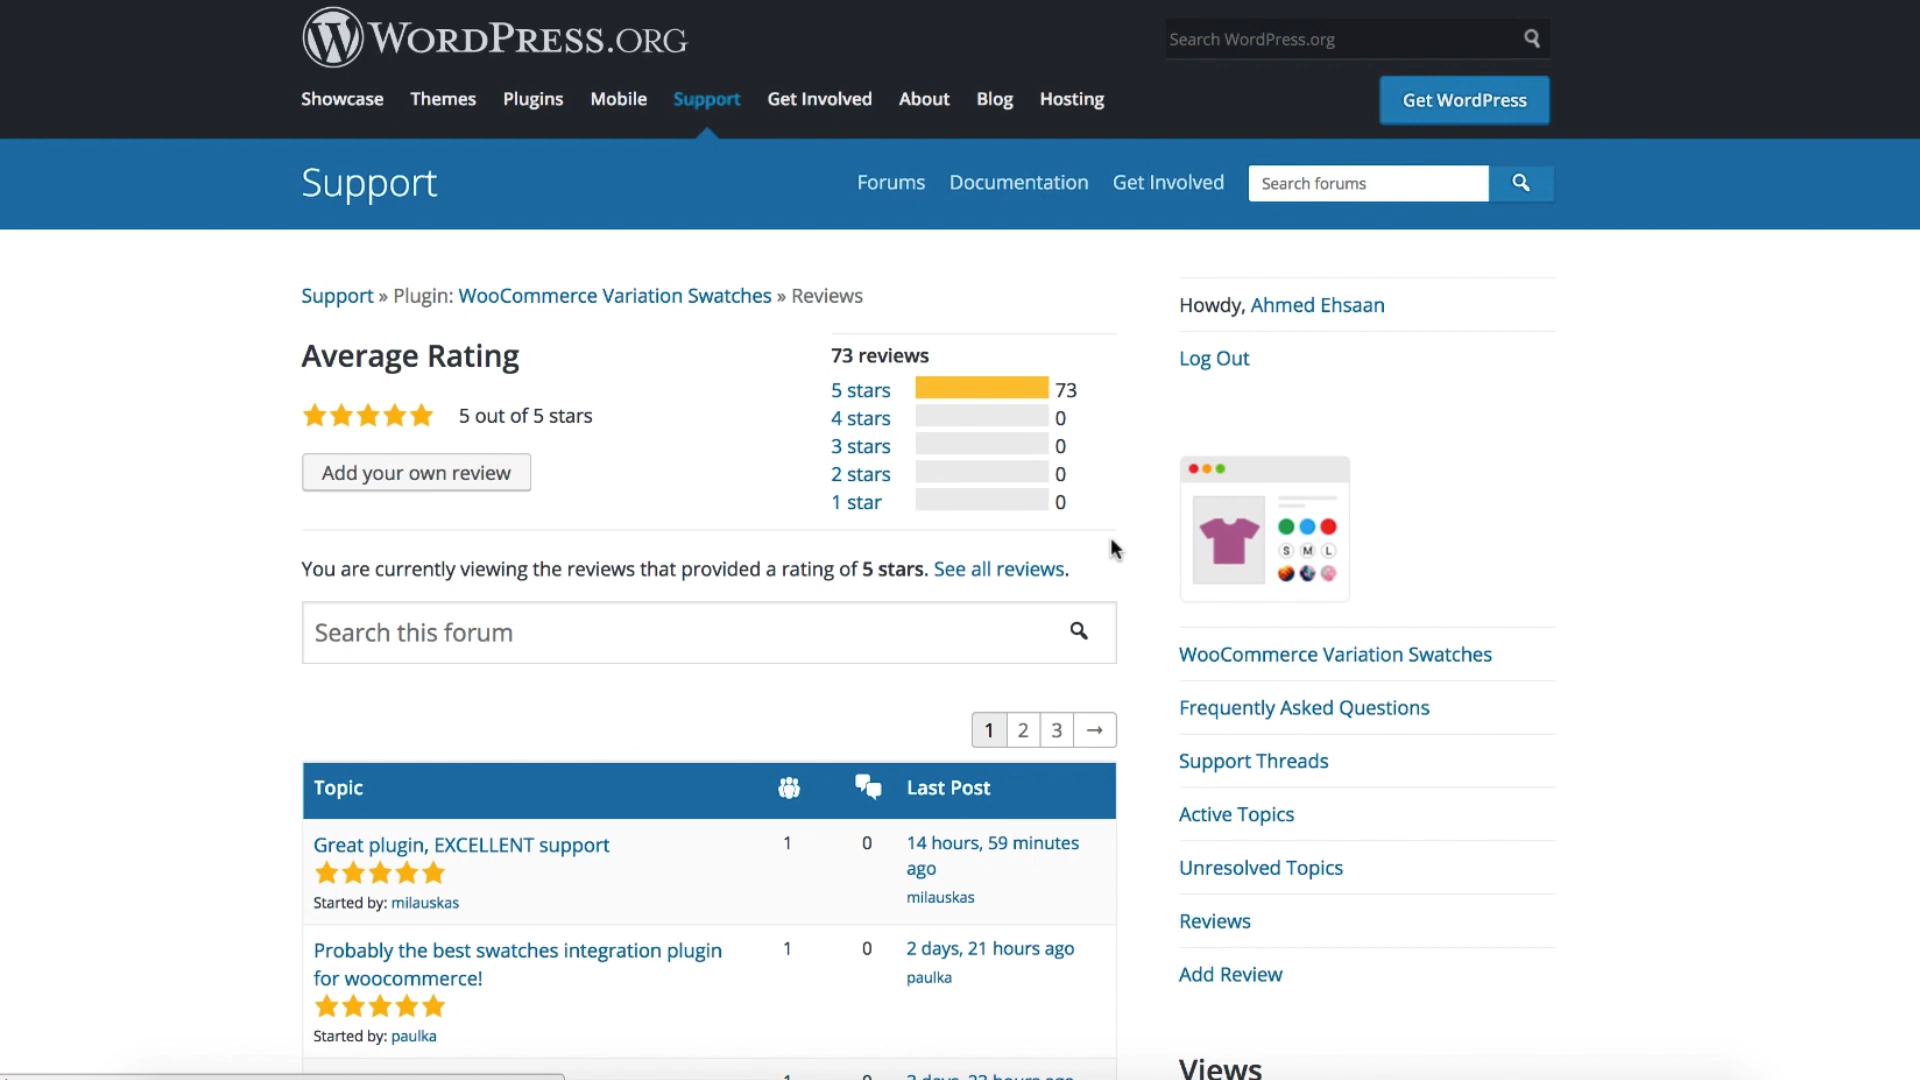 WORDPRESS.ORG
Search WordPress.org
Showcase Themes Plugins Mobile Support Get Involved About Blog Hosting
Get WordPress
Support
Forums Documentation Get Involved
Search forums
Support » Plugin: WooCommerce Variation Swatches » Reviews
Average Rating
5 out of 5 stars
Add your own review
73 reviews
5 stars 73
4 stars 0
3 stars 0
2 stars 0
1 star 0
You are currently viewing the reviews that provided a rating of 5 stars. See all reviews.
Search this forum
1 2 3 →
Topic Last Post
Great plugin, EXCELLENT support 1 0 14 hours, 59 minutes
ago
Started by: milauskas
milauskas
Probably the best swatches integration plugin 1 0 2 days, 21 hours ago
for woocommerce!
paulka
Started by: paulka
1 0 3 days, 23 hours ago
Howdy, Ahmed Ehsaan
Log Out
S M L
WooCommerce Variation Swatches
Frequently Asked Questions
Support Threads
Active Topics
Unresolved Topics
Reviews
Add Review
Views